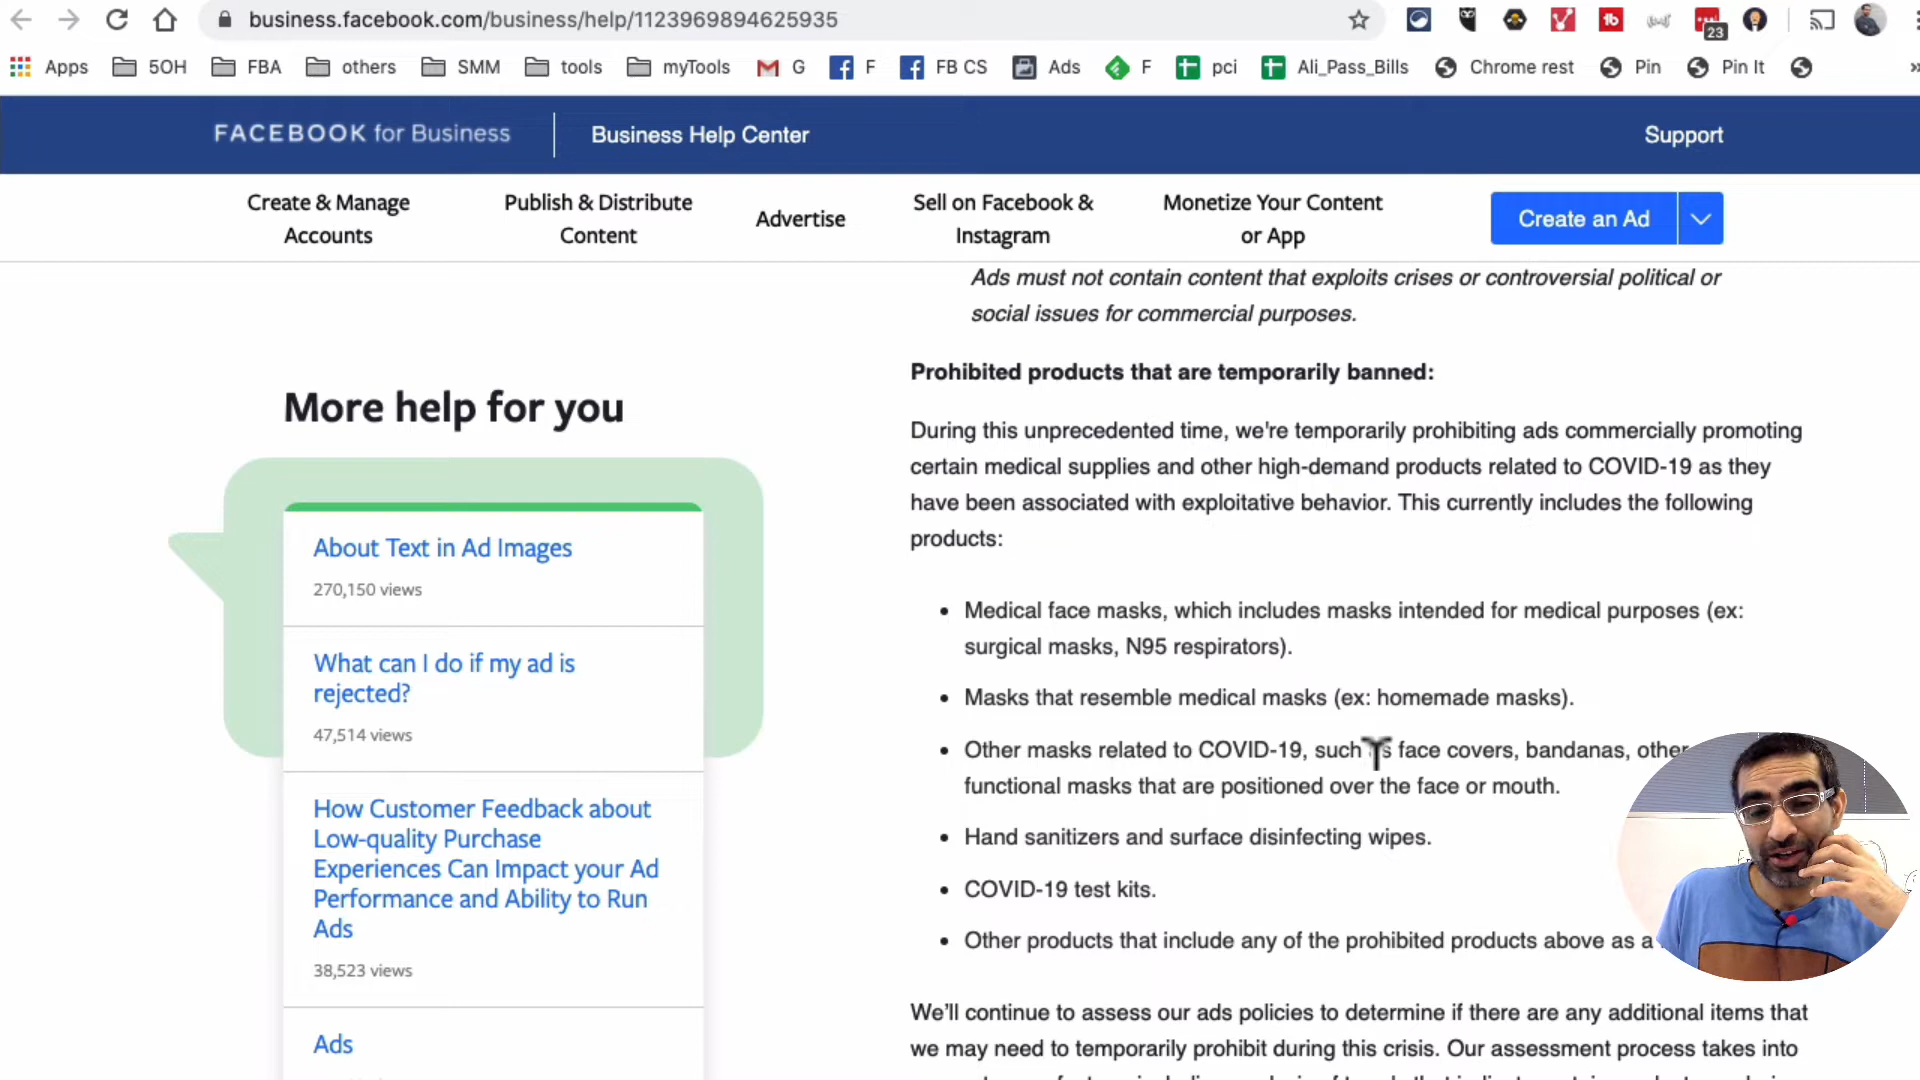 business.facebook.com/business/help/1123969894625935
23
Apps 5OH FBA others SMM tools myTools G F FB CS Ads F pci Ali_Pass_Bills Chrome rest Pin Pin It »
FACEBOOK for Business Business Help Center Support
Create & Manage
Accounts
Publish & Distribute
Content
Advertise
Sell on Facebook &
Instagram
Monetize Your Content
or App
Create an Ad
Ads must not contain content that exploits crises or controversial political or
social issues for commercial purposes.
More help for you
About Text in Ad Images
270,150 views
What can I do if my ad is
rejected?
47,514 views
How Customer Feedback about
Low-quality Purchase
Experiences Can Impact your Ad
Performance and Ability to Run
Ads
38,523 views
Ads
Prohibited products that are temporarily banned:
During this unprecedented time, we're temporarily prohibiting ads commercially promoting
certain medical supplies and other high-demand products related to COVID-19 as they
have been associated with exploitative behavior. This currently includes the following
products:
• Medical face masks, which includes masks intended for medical purposes (ex:
surgical masks, N95 respirators).
• Masks that resemble medical masks (ex: homemade masks).
• Other masks related to COVID-19, such as face covers, bandanas, other
functional masks that are positioned over the face or mouth.
• Hand sanitizers and surface disinfecting wipes.
• COVID-19 test kits.
• Other products that include any of the prohibited products above as a
We'll continue to assess our ads policies to determine if there are any additional items that
we may need to temporarily prohibit during this crisis. Our assessment process takes into